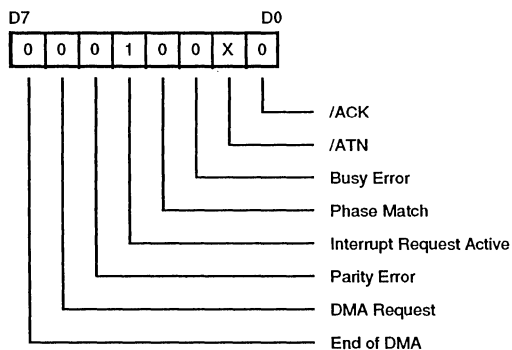 D7 D0
0 0 0 1 0 0 X 0
/ACK
/ATN
Busy Error
Phase Match
Interrupt Request Active
Parity Error
DMA Request
End of DMA